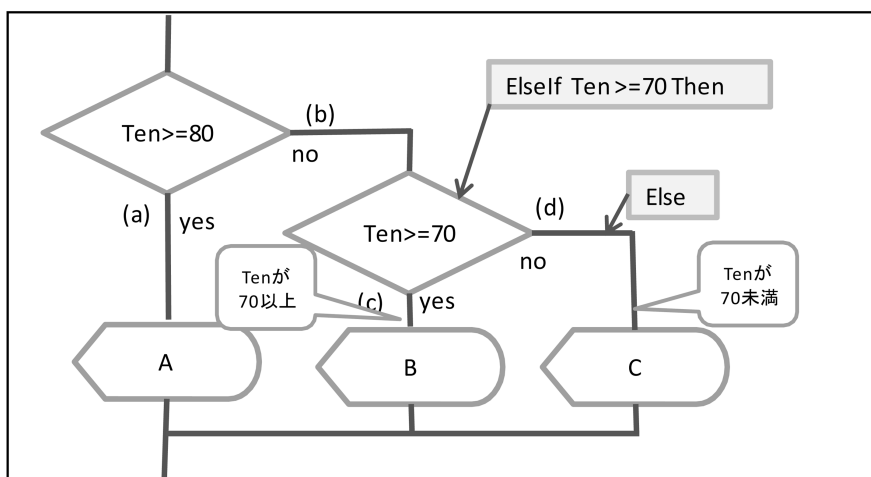 ElseIf Ten>=70 Then
Ten>=80
(b)
no
(a)
yes
Else
(d)
Ten>=70
no
Tenが
70以上
(c)
yes
Tenが
70未満
A
B
C